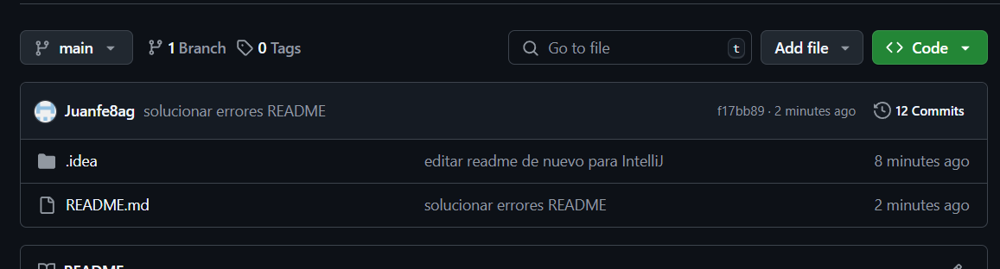 main 1 Branch 0 Tags Go to file t Add file Code
Juanfe8ag solucionar errores README f17bb89 · 2 minutes ago 12 Commits
.idea editar readme de nuevo para IntelliJ 8 minutes ago
README.md solucionar errores README 2 minutes ago
README